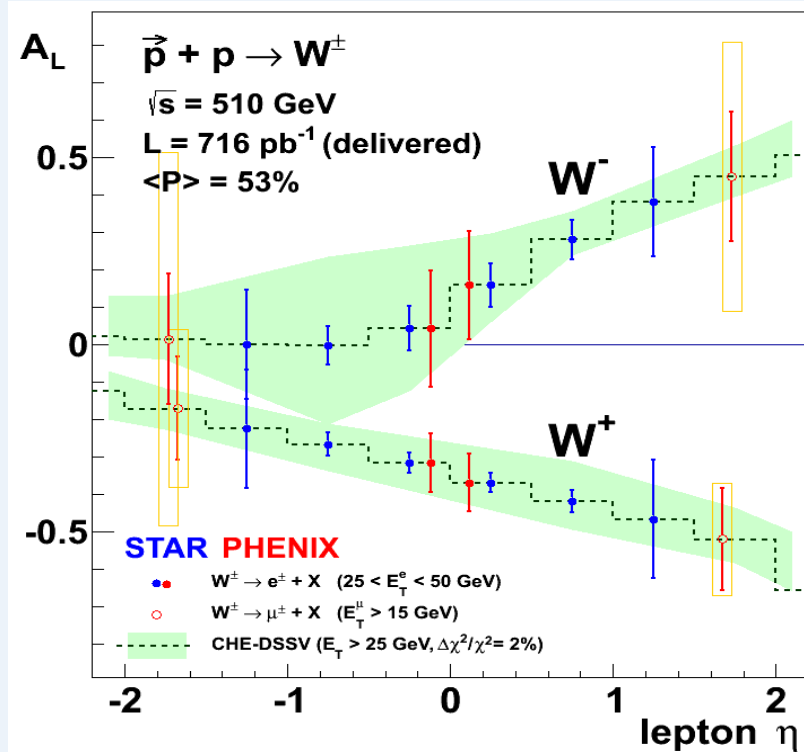 A_L
p⃗ + p → W^±
√s = 510 GeV
L = 716 pb^-1 (delivered)
<P> = 53%
W^-
W^+
0.5
0
-0.5
STAR PHENIX
W^± → e^± + X (25 < E_T^e < 50 GeV)
W^± → μ^± + X (E_T^μ > 15 GeV)
CHE-DSSV (E_T > 25 GeV, Δχ²/χ²= 2%)
-2 -1 0 1 2
lepton η